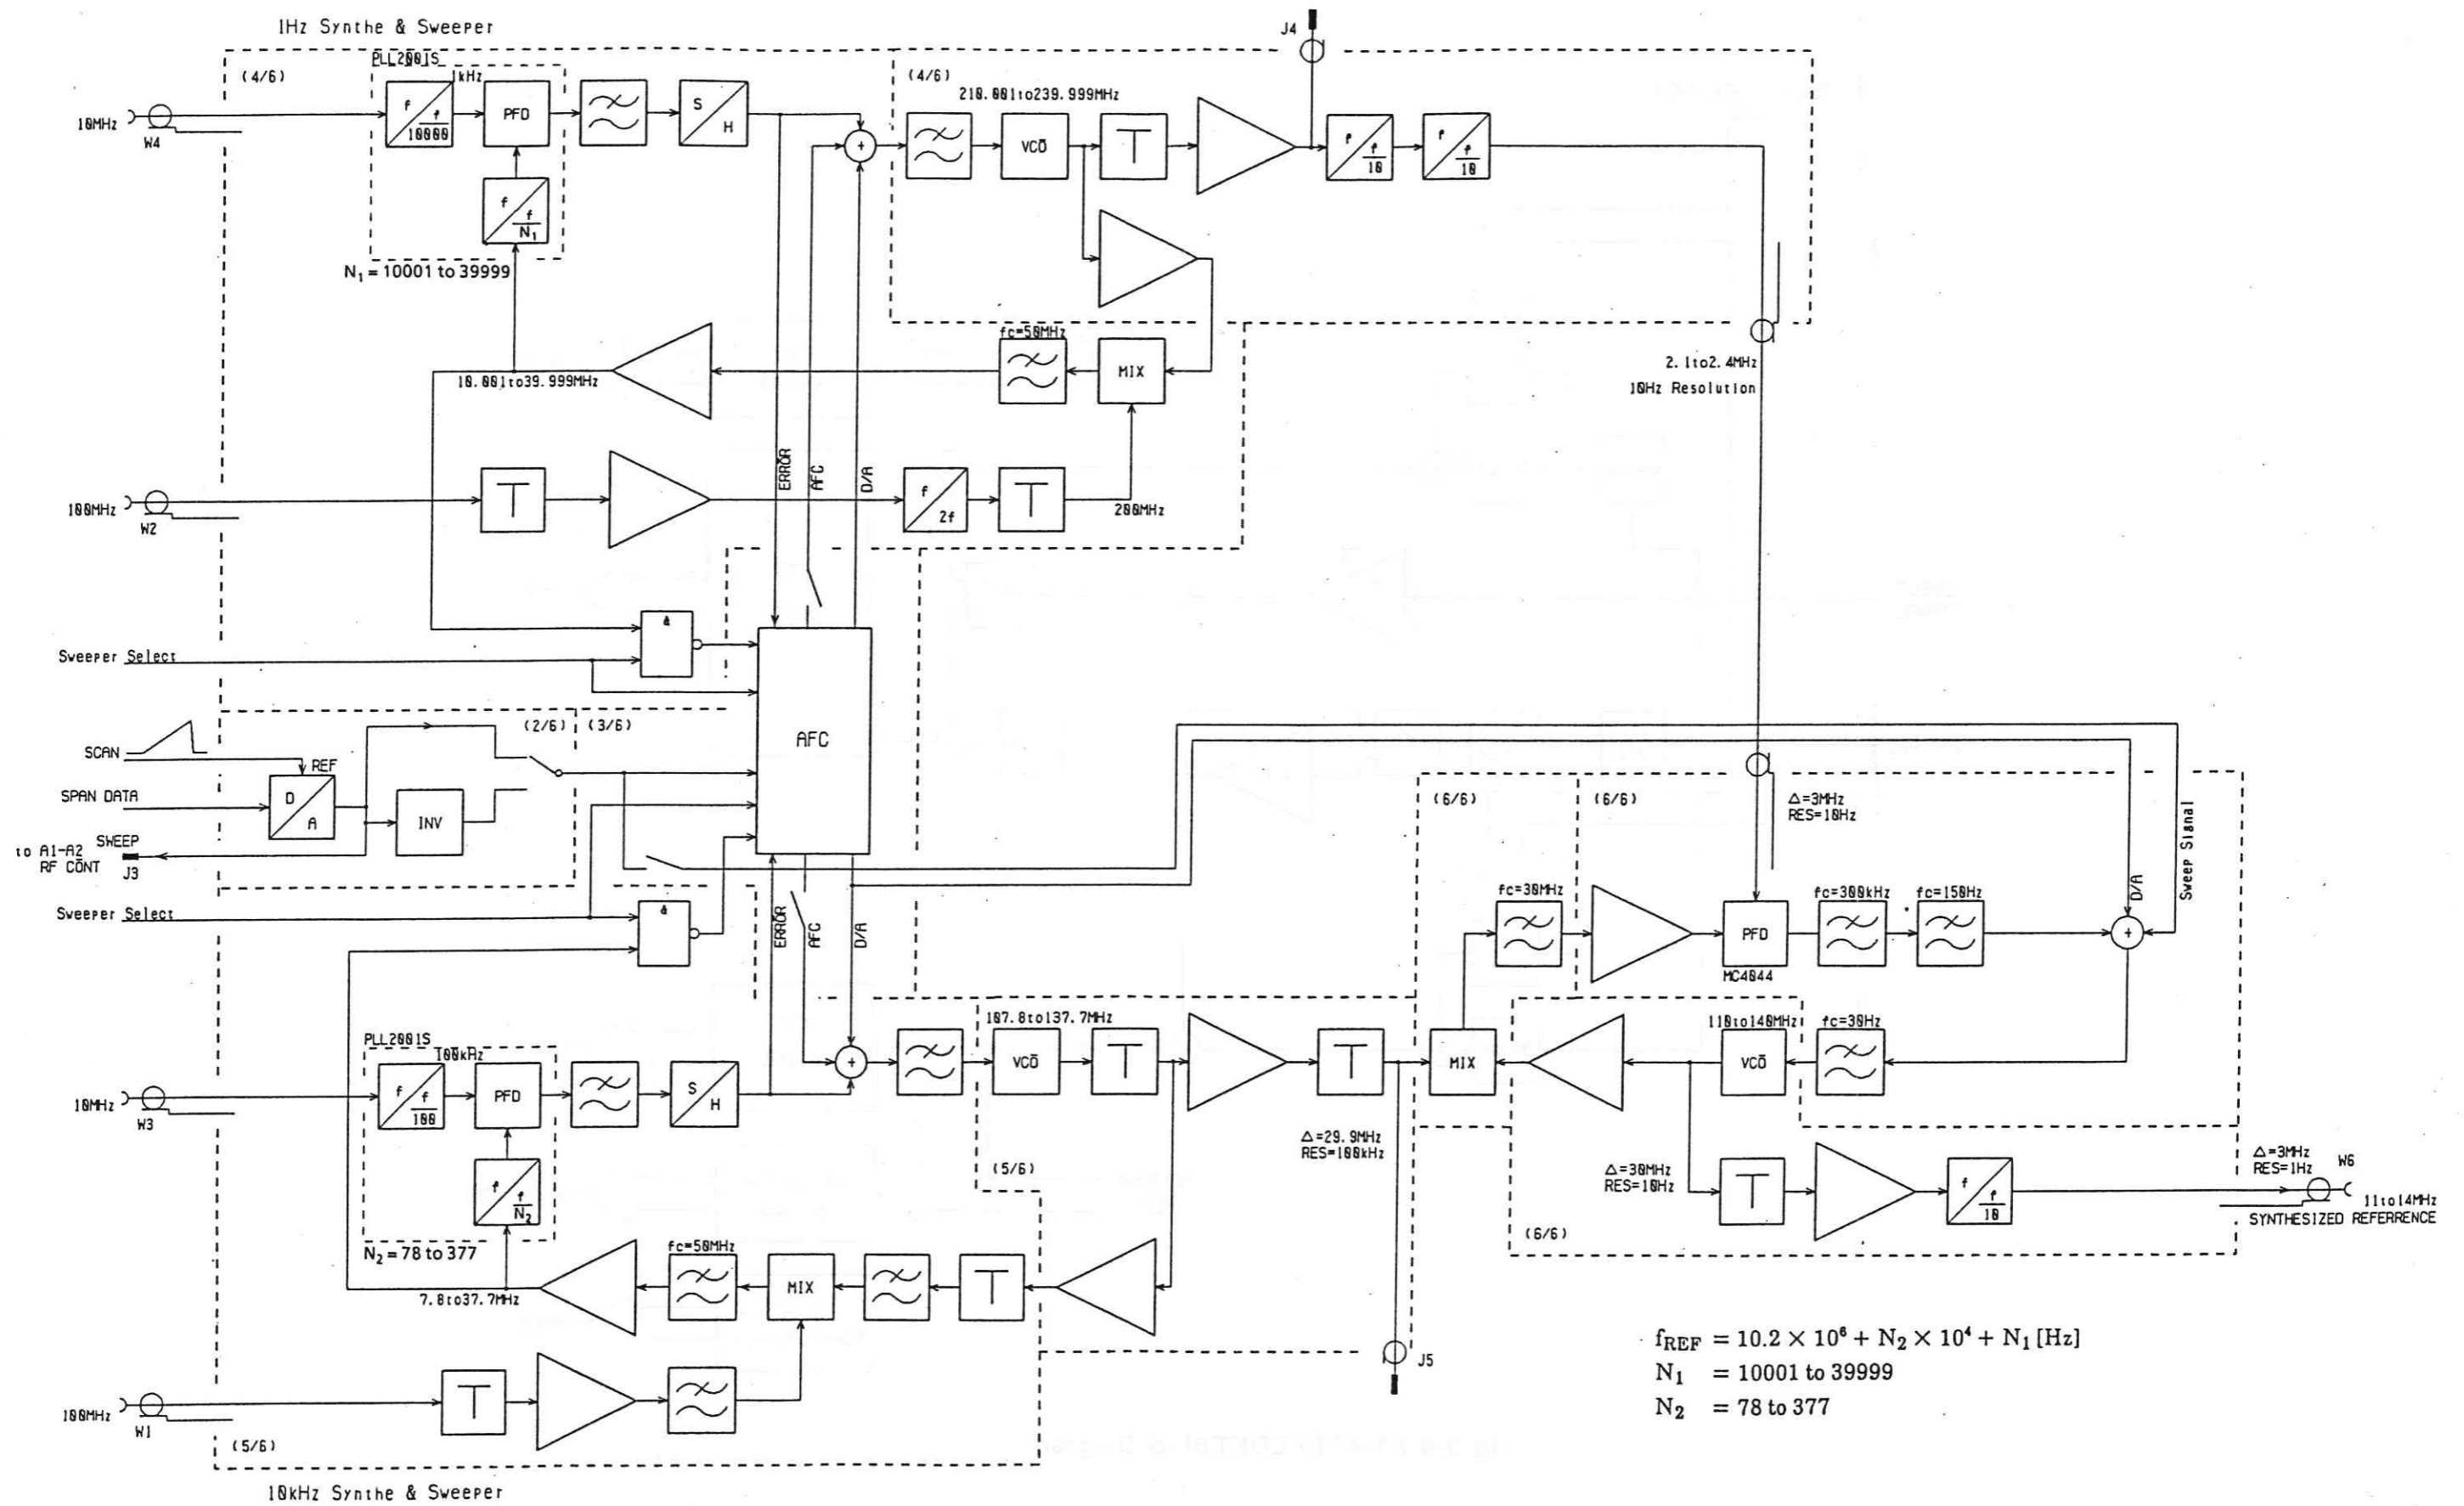 1Hz Synthe & Sweeper
J4
PLL2001S
(4/6)
1kHz
(4/6)
210.001to239.999MHz
10MHz
W4
f
f
10000
PFD
S
H
+
VCO
T
f
f
10
f
f
10
f
f
N1
N1 = 10001 to 39999
fc=50MHz
10.001to39.999MHz
MIX
2.1to2.4MHz
10Hz Resolution
ERROR
AFC
D/A
100MHz
W2
T
f
2f
T
200MHz
&
Sweeper Select
AFC
(2/6)
(3/6)
SCAN
REF
SPAN DATA
D
A
INV
SWEEP
to A1-A2
RF CONT
J3
(6/6)
(6/6)
Δ=3MHz
RES=10Hz
Sweep Signal
D/A
Sweeper Select
&
ERROR
AFC
D/A
fc=30MHz
PFD
MC4044
fc=300kHz
fc=150Hz
+
PLL2001S
100kHz
107.8to137.7MHz
110to140MHz
fc=30Hz
10MHz
W3
f
f
100
PFD
S
H
+
VCO
T
T
MIX
VCO
Δ=29.9MHz
RES=100kHz
(5/6)
f
f
N2
N2 = 78 to 377
Δ=30MHz
RES=10Hz
T
f
f
10
Δ=3MHz
RES=1Hz
W6
11to14MHz
SYNTHESIZED REFERRENCE
(6/6)
fc=50MHz
7.8to37.7MHz
MIX
T
J5
100MHz
W1
T
(5/6)
10kHz Synthe & Sweeper
fREF = 10.2 × 10⁶ + N2 × 10⁴ + N1 [Hz]
N1 = 10001 to 39999
N2 = 78 to 377